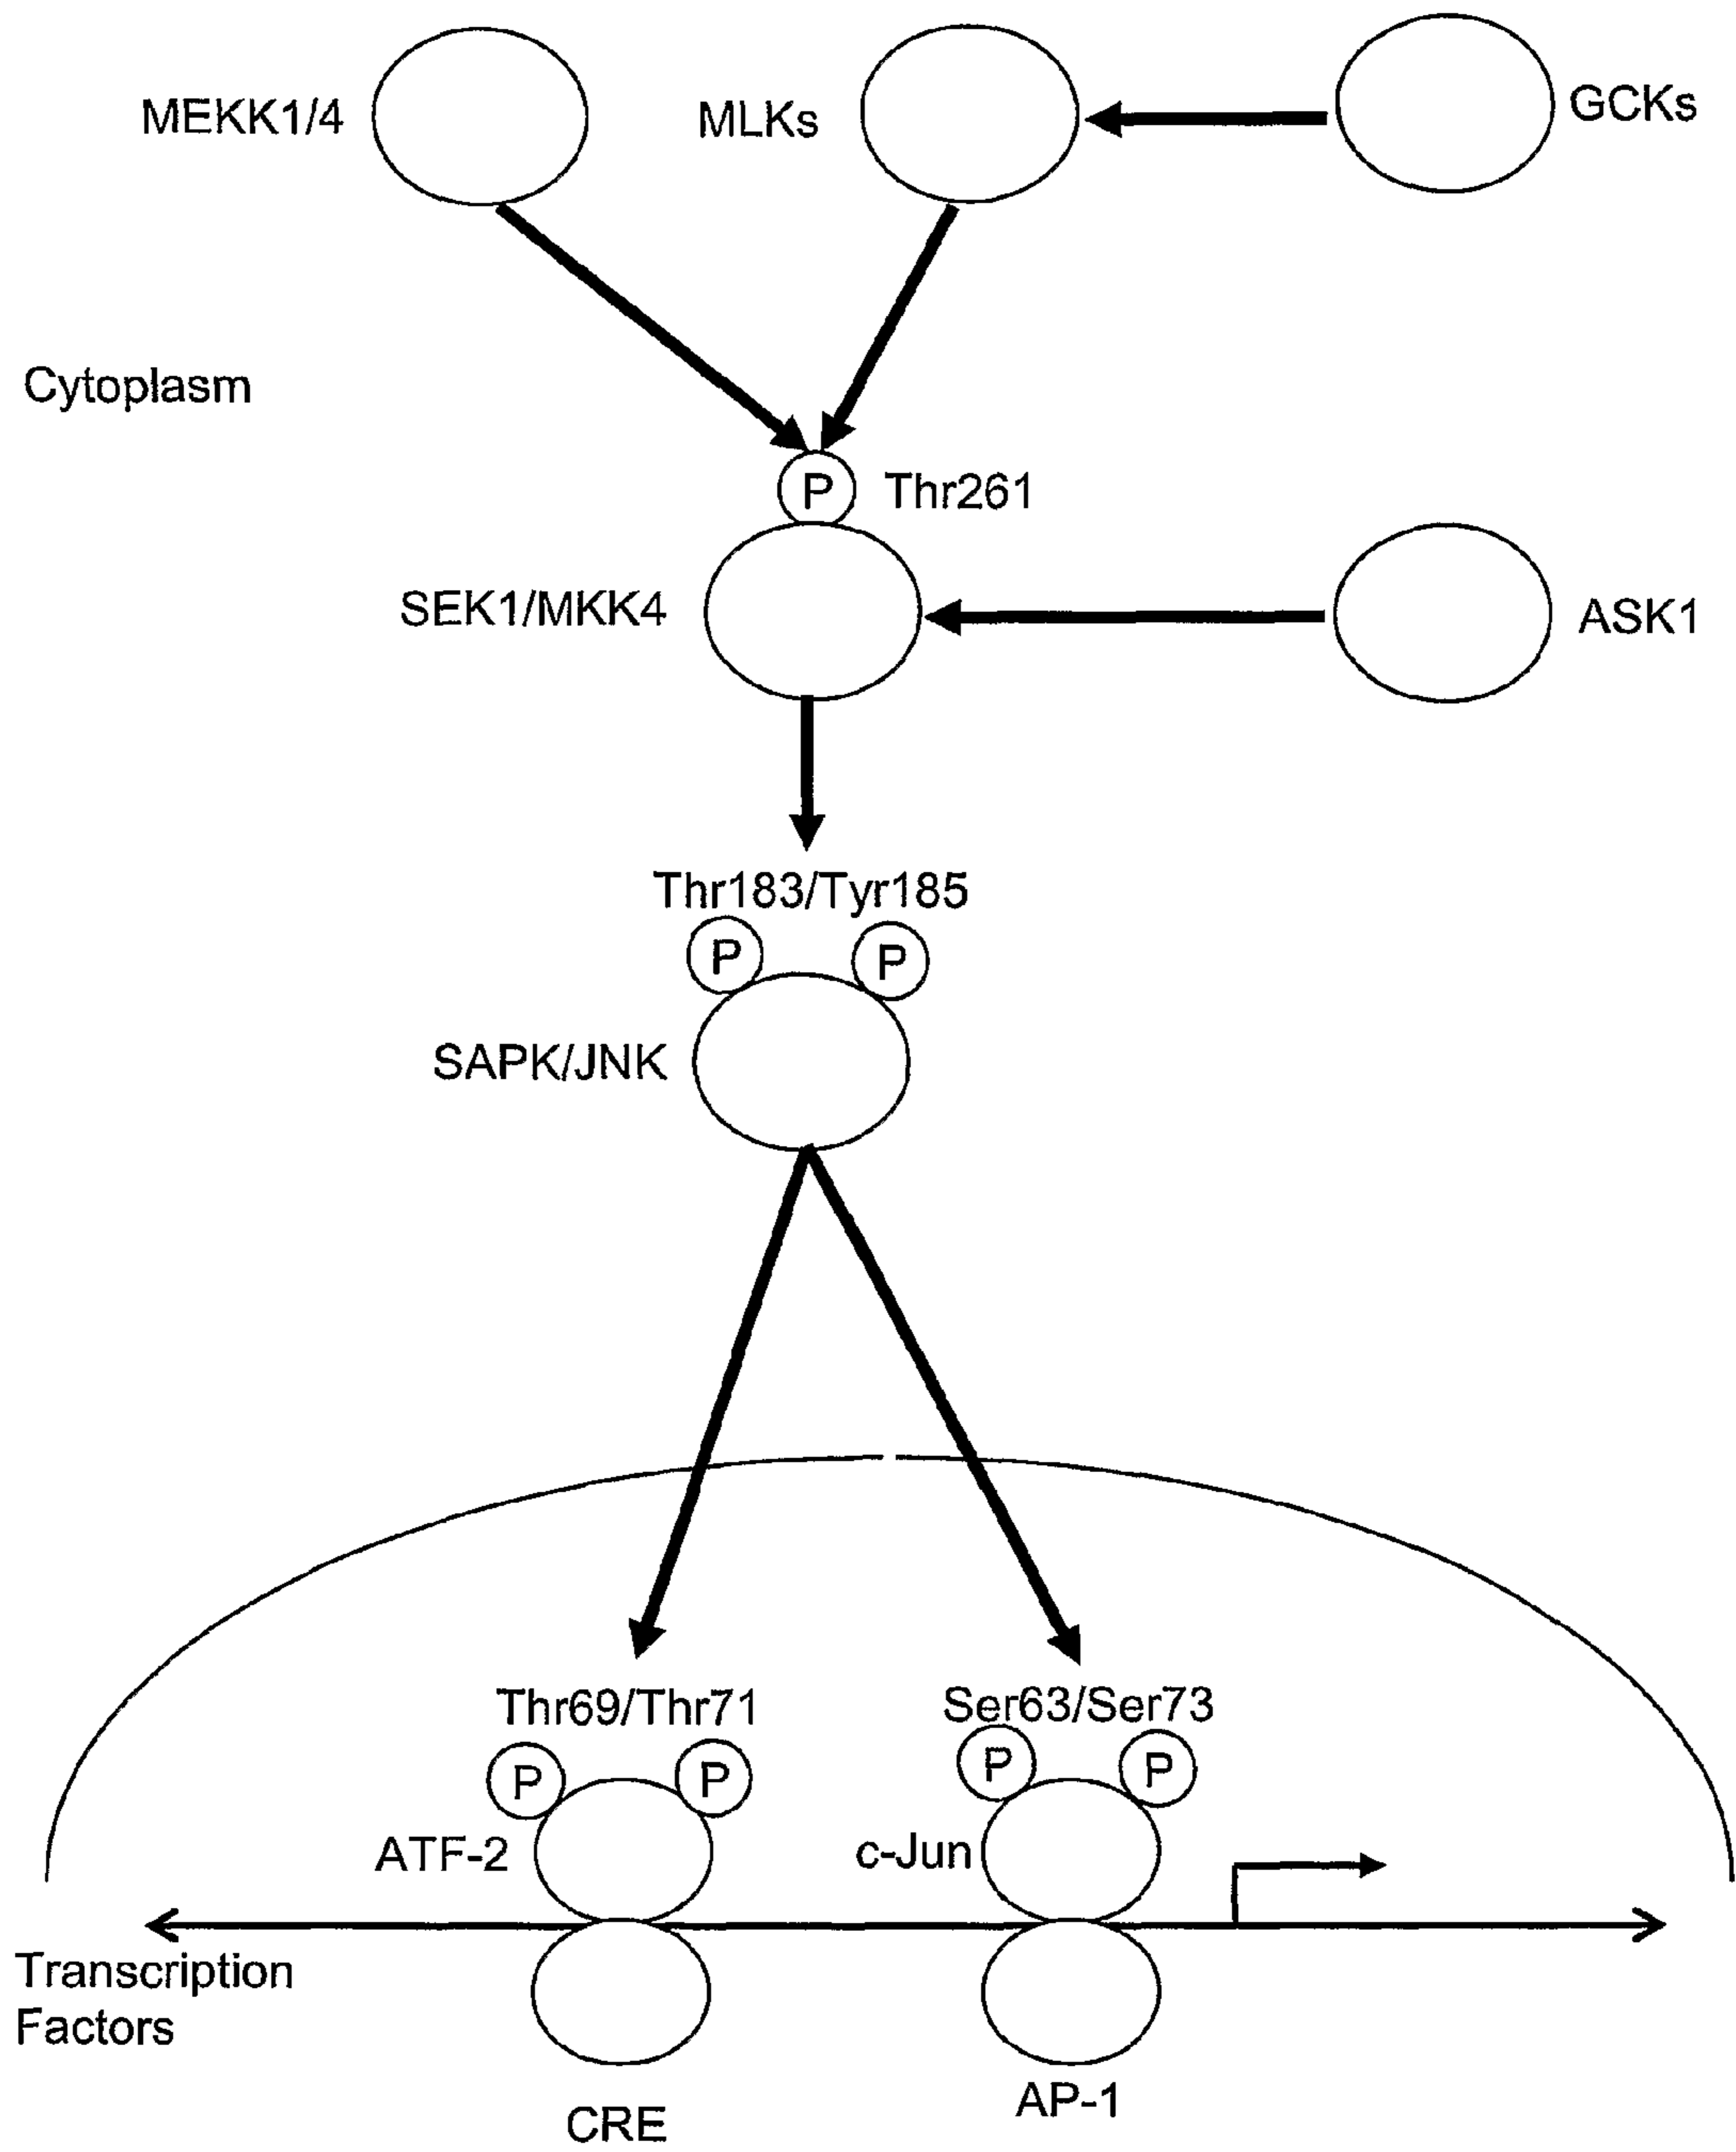 MEKK1/4
MLKs
GCKs
Cytoplasm
P
Thr261
SEK1/MKK4
ASK1
Thr183/Tyr185
P
P
SAPK/JNK
Thr69/Thr71
Ser63/Ser73
P
P
P
P
ATF-2
c-Jun
Transcription
Factors
CRE
AP-1